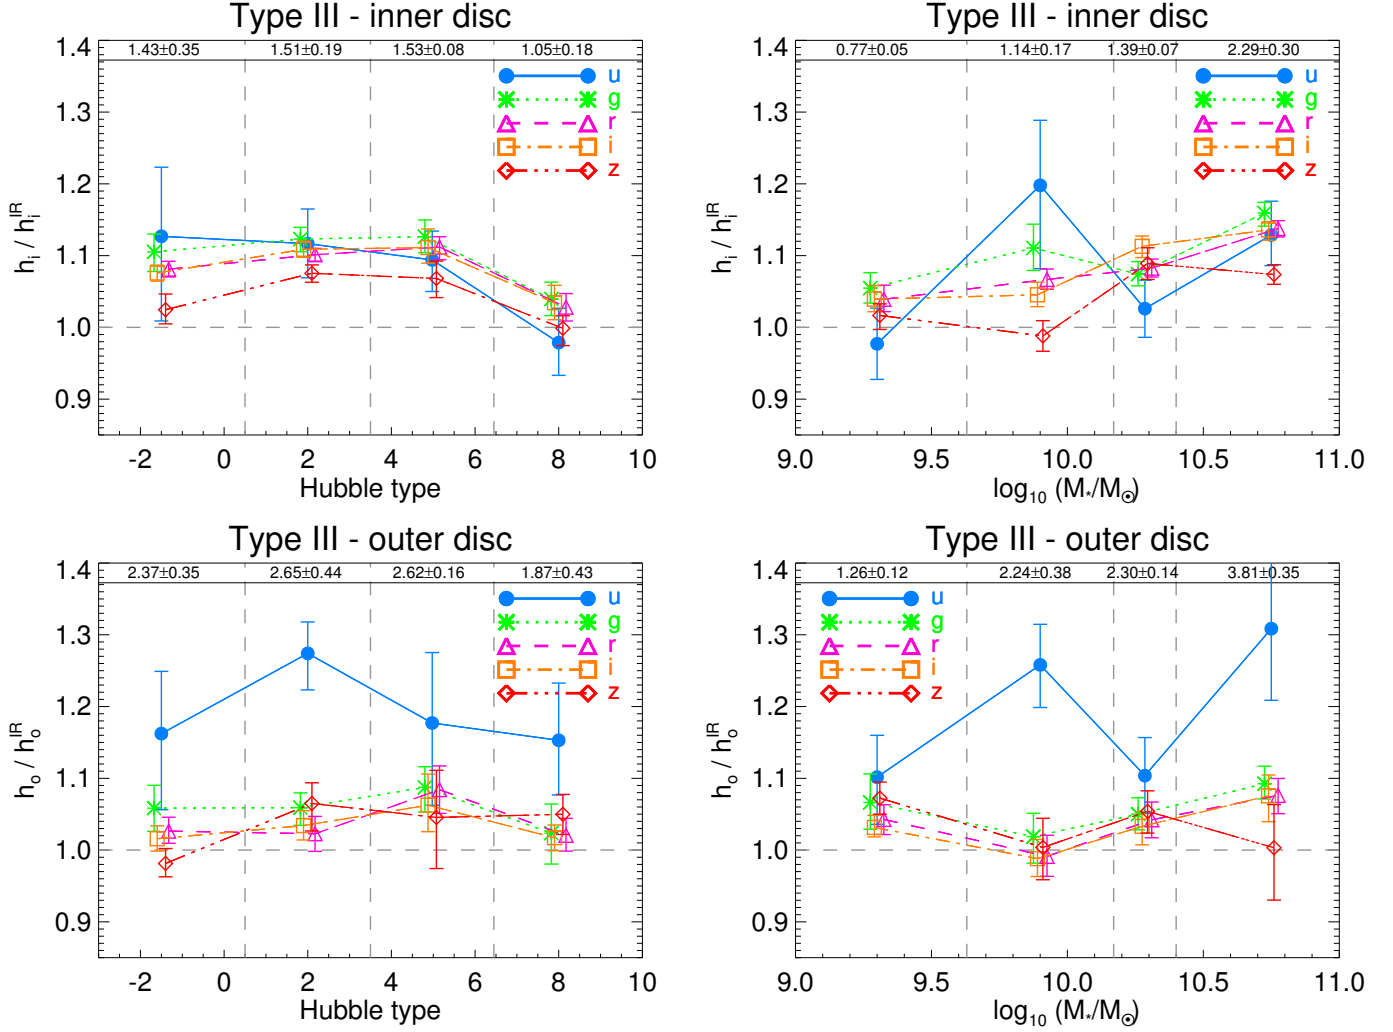 Type III - inner disc
1.43±0.35 1.51±0.19 1.53±0.08 1.05±0.18
u
g
r
i
z
1.4
1.3
1.2
1.1
1.0
0.9
h_i / h_i^IR
-2 0 2 4 6 8 10
Hubble type
Type III - inner disc
0.77±0.05 1.14±0.17 1.39±0.07 2.29±0.30
u
g
r
i
z
1.4
1.3
1.2
1.1
1.0
0.9
h_i / h_i^IR
9.0 9.5 10.0 10.5 11.0
log₁₀ (M*/M☉)
Type III - outer disc
2.37±0.35 2.65±0.44 2.62±0.16 1.87±0.43
u
g
r
i
z
1.4
1.3
1.2
1.1
1.0
0.9
h_o / h_o^IR
-2 0 2 4 6 8 10
Hubble type
Type III - outer disc
1.26±0.12 2.24±0.38 2.30±0.14 3.81±0.35
u
g
r
i
z
1.4
1.3
1.2
1.1
1.0
0.9
h_o / h_o^IR
9.0 9.5 10.0 10.5 11.0
log₁₀ (M*/M☉)